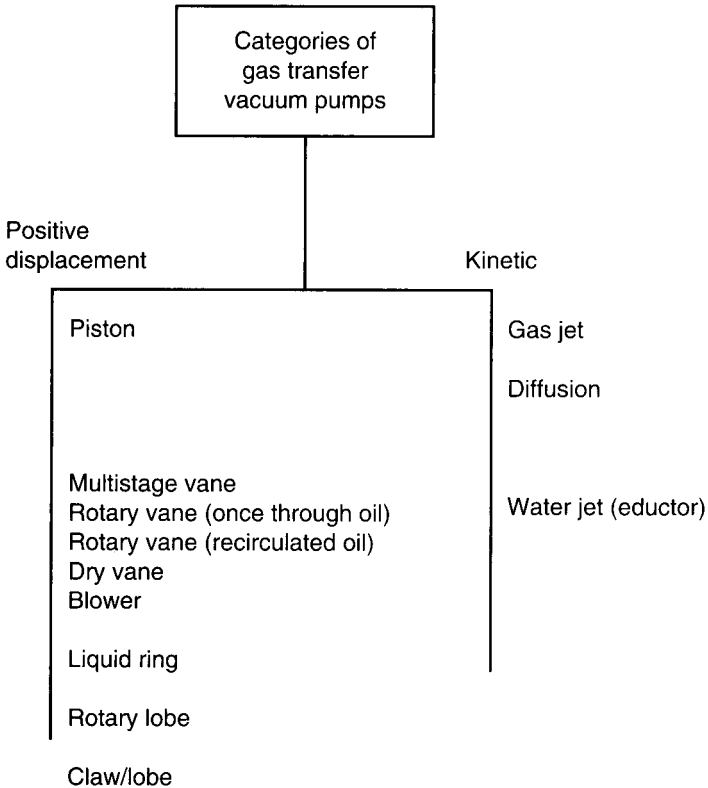 Categories of
gas transfer
vacuum pumps
Positive
displacement
Kinetic
Piston
Multistage vane
Rotary vane (once through oil)
Rotary vane (recirculated oil)
Dry vane
Blower
Liquid ring
Rotary lobe
Claw/lobe
Gas jet
Diffusion
Water jet (eductor)